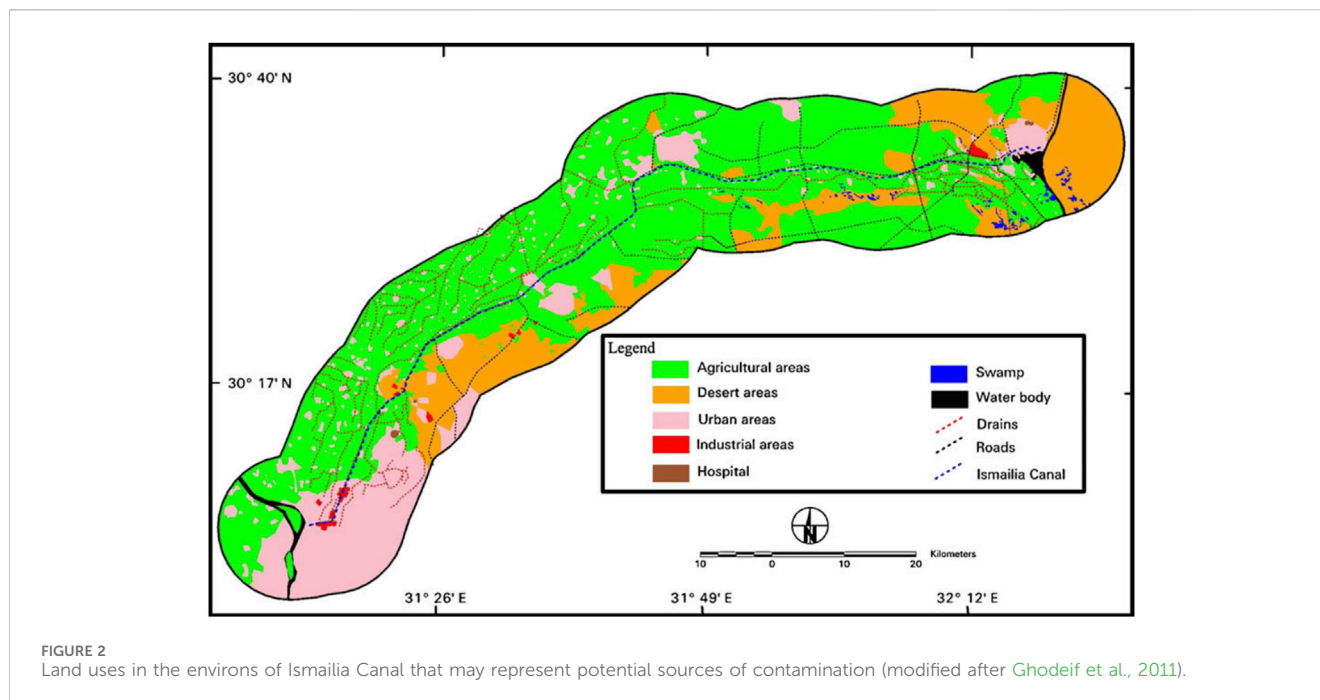 30° 40' N
30° 17' N
Legend
Agricultural areas
Desert areas
Urban areas
Industrial areas
Hospital
Swamp
Water body
Drains
Roads
Ismailia Canal
N
10 0 10 20 Kilometers
31° 26' E 31° 49' E 32° 12' E
FIGURE 2
Land uses in the environs of Ismailia Canal that may represent potential sources of contamination (modified after Ghodeif et al., 2011).